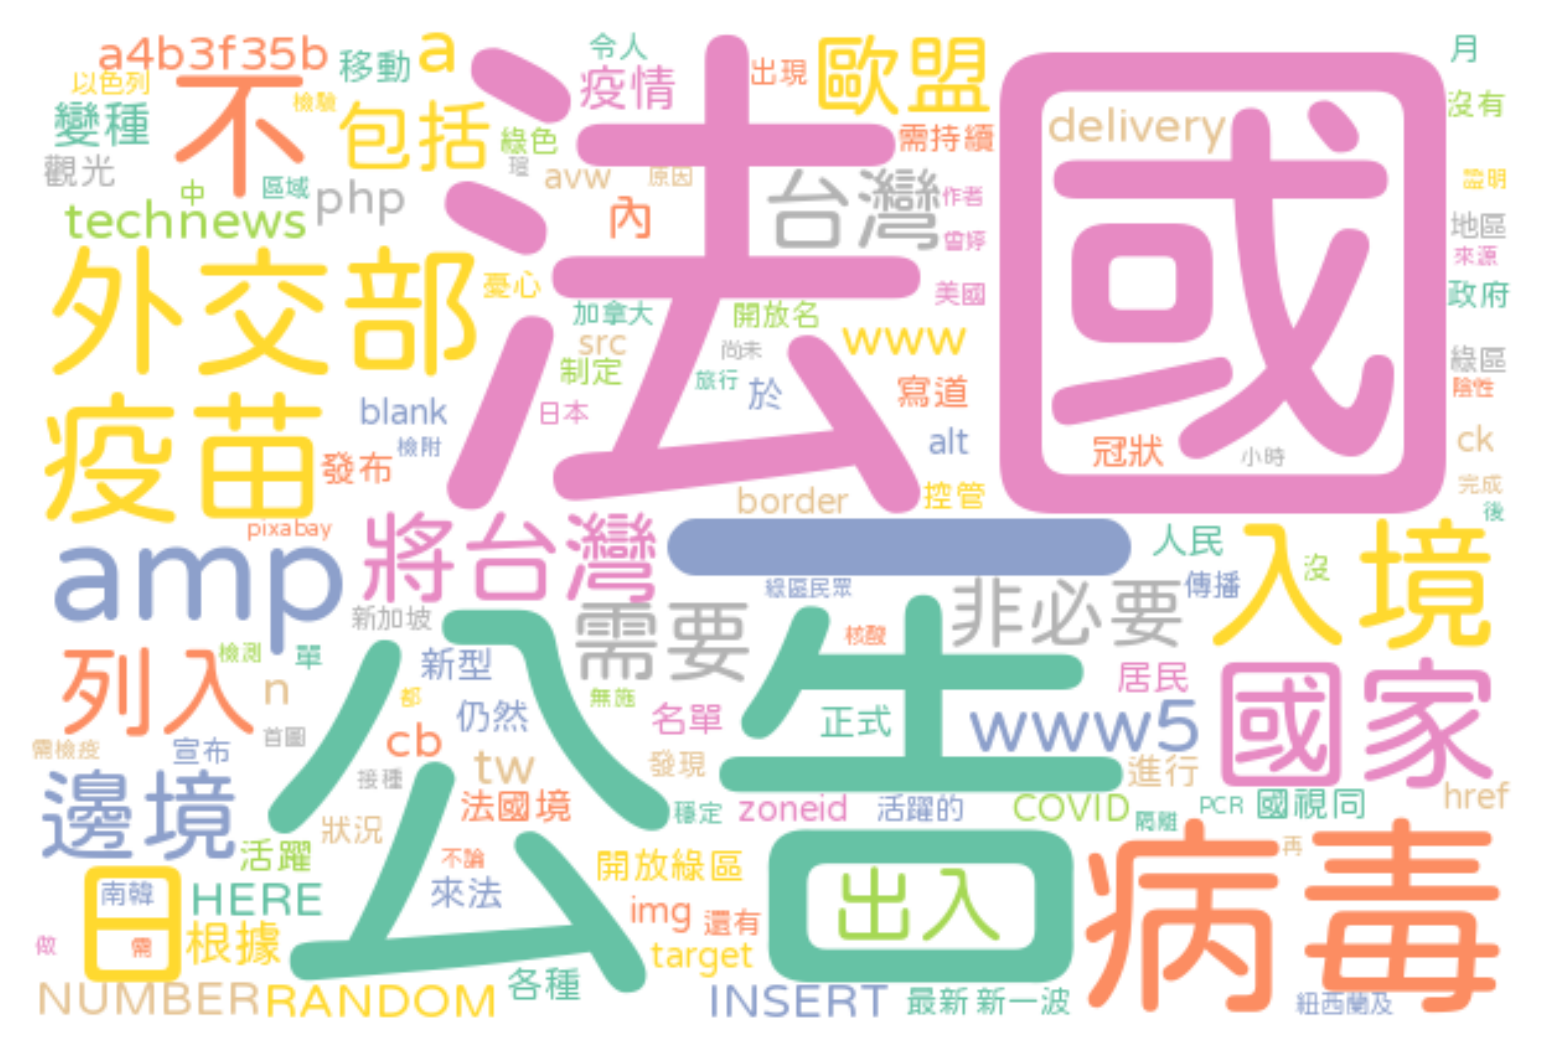 a4b3f35b 移動 a 令人 月
以色列 疫情 出現 歐盟
變種 不 檢驗 包括 綠色 法 國 需持續 delivery 沒有
觀光 中 區域 php 瑄 avw 原因 台灣 作者 證明
technews 內 曾婷 地區
來源
外交部 憂心 加拿大 開放名 美國 政府
src 尚未 www 綠區
制定 旅行 於 寫道 陰性
疫苗 blank 日本 alt 冠狀 小時 ck
發布 檢附 border 控管 完成
pixabay 後
amp 將台灣 一 人民 入境
新加坡 需要 綠區民眾 非必要 傳播 沒
列入 檢測 單 新型 公告 核酸 居民 國家
n 都 仍然 無施 名單 正式 www5
需檢疫 宣布 首圖 cb tw 發現 進行
邊境 接種 法國境 穩定 zoneid 活躍的 COVID 隔離 PCR 國視同 href
活躍 狀況 不論 開放綠區 病毒 再
日 南韓 HERE 來法 img 還有 出入
做 需 根據 target
NUMBER RANDOM 各種 INSERT 最新 新一波 紐西蘭及